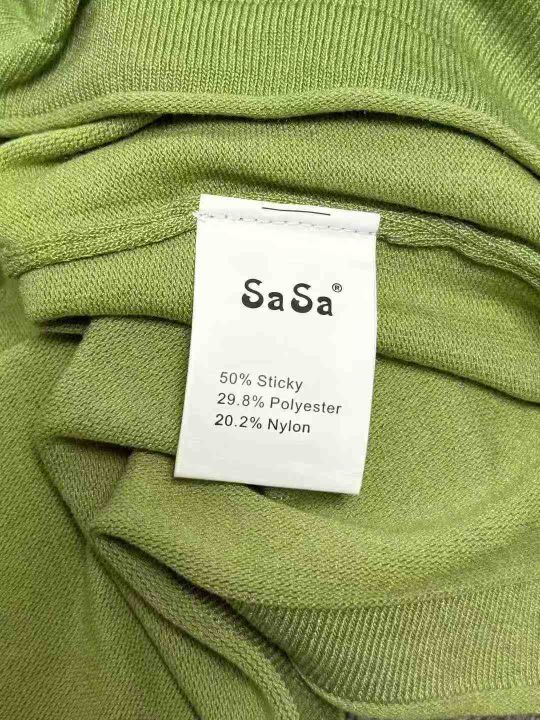 SaSa®
50% Sticky
29.8% Polyester
20.2% Nylon